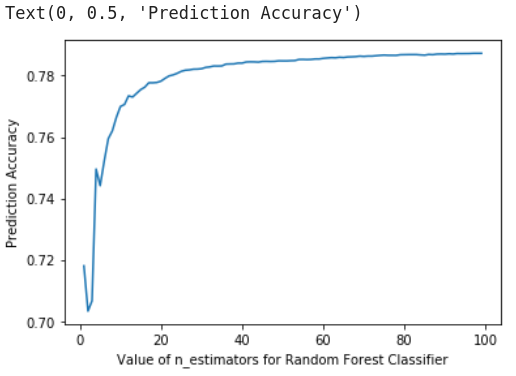 Text(0, 0.5, 'Prediction Accuracy')
0.78
0.76
0.74
0.72
0.70
Prediction Accuracy
0 20 40 60 80 100
Value of n_estimators for Random Forest Classifier